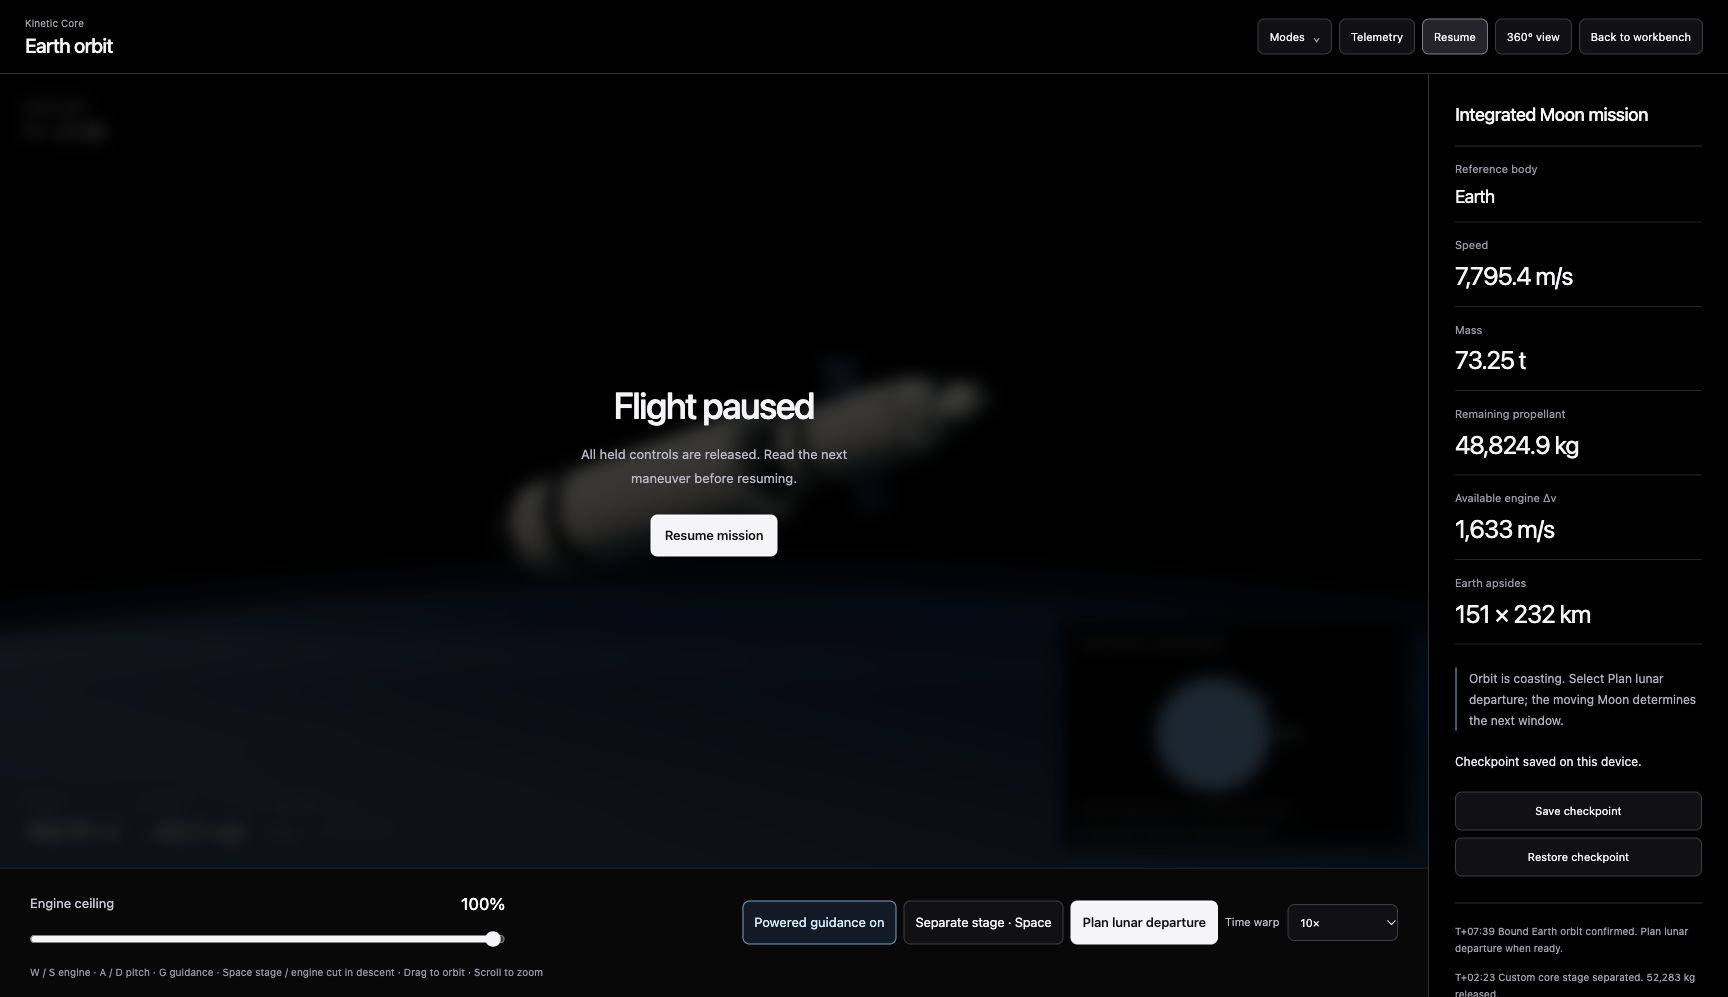 Kinetic Core
Earth orbit
Modes
Telemetry
Resume
360° view
Back to workbench
Flight paused
All held controls are released. Read the next
maneuver before resuming.
Resume mission
Integrated Moon mission
Reference body
Earth
Speed
7,795.4 m/s
Mass
73.25 t
Remaining propellant
48,824.9 kg
Available engine Δv
1,633 m/s
Earth apsides
151 × 232 km
Orbit is coasting. Select Plan lunar
departure; the moving Moon determines
the next window.
Checkpoint saved on this device.
Save checkpoint
Restore checkpoint
T+07:39 Bound Earth orbit confirmed. Plan lunar
departure when ready.
T+02:23 Custom core stage separated. 52,283 kg
released.
Engine ceiling
100%
Powered guidance on
Separate stage · Space
Plan lunar departure
Time warp
10×
W / S engine · A / D pitch · G guidance · Space stage / engine cut in descent · Drag to orbit · Scroll to zoom